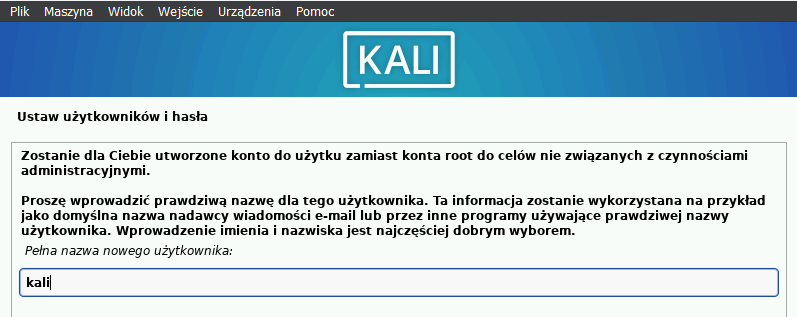 Plik Maszyna Widok Wejście Urządzenia Pomoc
KALI
Ustaw użytkowników i hasła
Zostanie dla Ciebie utworzone konto do użytku zamiast konta root do celów nie związanych z czynnościami
administracyjnymi.
Proszę wprowadzić prawdziwą nazwę dla tego użytkownika. Ta informacja zostanie wykorzystana na przykład
jako domyślna nazwa nadawcy wiadomości e-mail lub przez inne programy używające prawdziwej nazwy
użytkownika. Wprowadzenie imienia i nazwiska jest najczęściej dobrym wyborem.
Pełna nazwa nowego użytkownika:
kali